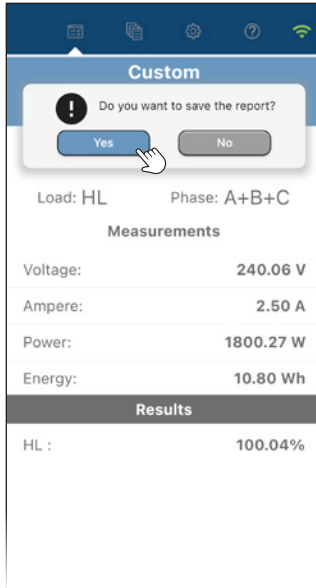 Custom
Do you want to save the report?
Yes No
Load: HL Phase: A+B+C
Measurements
Voltage: 240.06 V
Ampere: 2.50 A
Power: 1800.27 W
Energy: 10.80 Wh
Results
HL : 100.04%